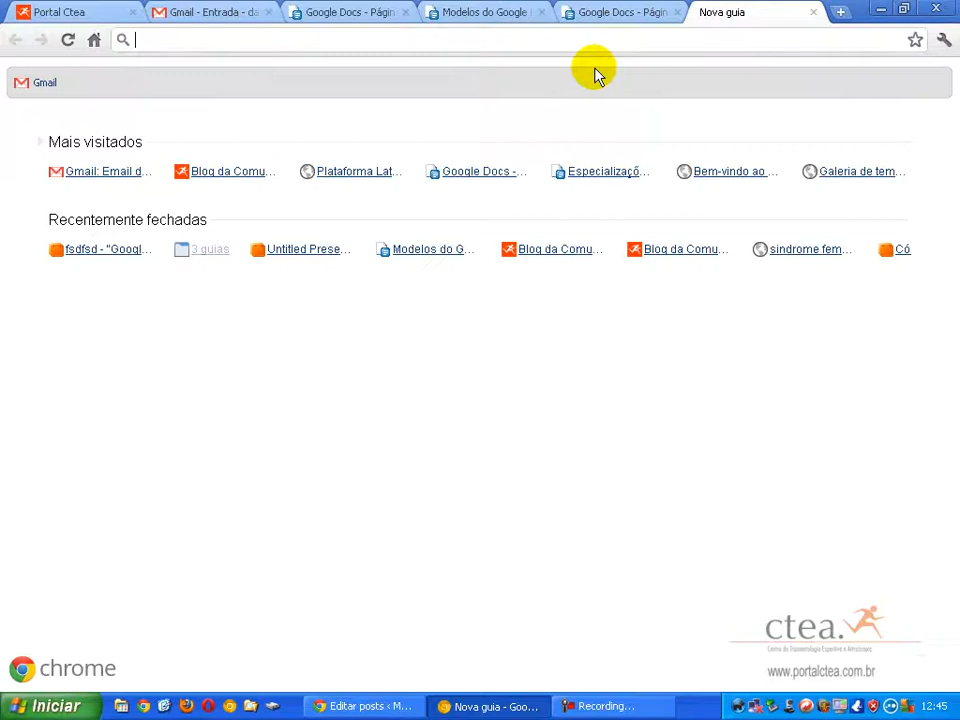 Portal Ctea
Gmail - Entrada - da
Google Docs - Págin
Modelos do Google
Google Docs - Págin
Nova guia
Gmail
Mais visitados
Gmail: Email d...
Blog da Comu...
Plataforma Lat...
Google Docs -...
Especializaçõ...
Bem-vindo ao ...
Galeria de tem...
Recentemente fechadas
fsdfsd - "Googl...
3 guias
Untitled Prese...
Modelos do G...
Blog da Comu...
Blog da Comu...
sindrome fem...
Có
ctea.
www.portalctea.com.br
chrome
Iniciar
Editar posts ‹ M...
Nova guia - Goo...
Recording...
12:45